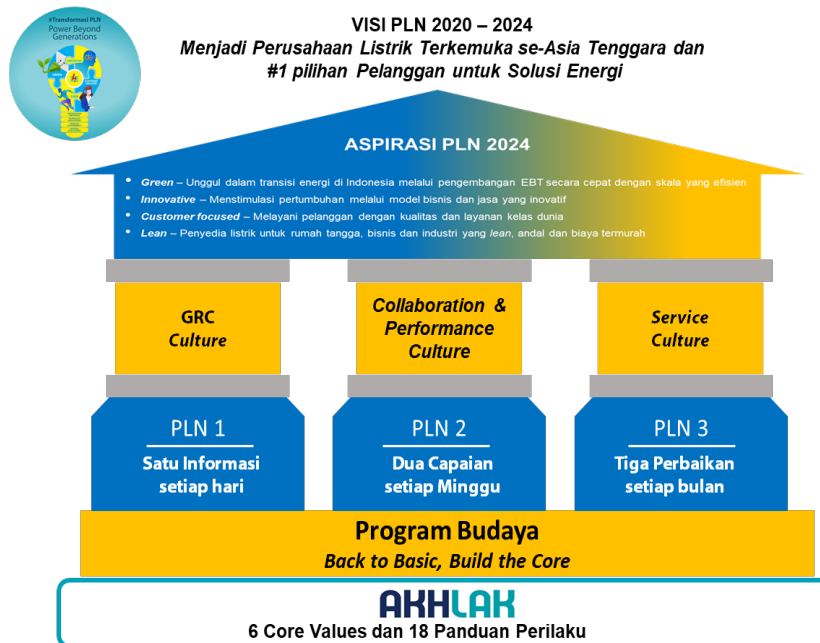 #Transformasi PLN
Power Beyond
Generations
VISI PLN 2020 – 2024
Menjadi Perusahaan Listrik Terkemuka se-Asia Tenggara dan
#1 pilihan Pelanggan untuk Solusi Energi
ASPIRASI PLN 2024
• Green – Unggul dalam transisi energi di Indonesia melalui pengembangan EBT secara cepat dengan skala yang efisien
• Innovative – Menstimulasi pertumbuhan melalui model bisnis dan jasa yang inovatif
• Customer focused – Melayani pelanggan dengan kualitas dan layanan kelas dunia
• Lean – Penyedia listrik untuk rumah tangga, bisnis dan industri yang lean, andal dan biaya termurah
GRC
Culture
Collaboration &
Performance
Culture
Service
Culture
PLN 1
Satu Informasi
setiap hari
PLN 2
Dua Capaian
setiap Minggu
PLN 3
Tiga Perbaikan
setiap bulan
Program Budaya
Back to Basic, Build the Core
AKHLAK
6 Core Values dan 18 Panduan Perilaku